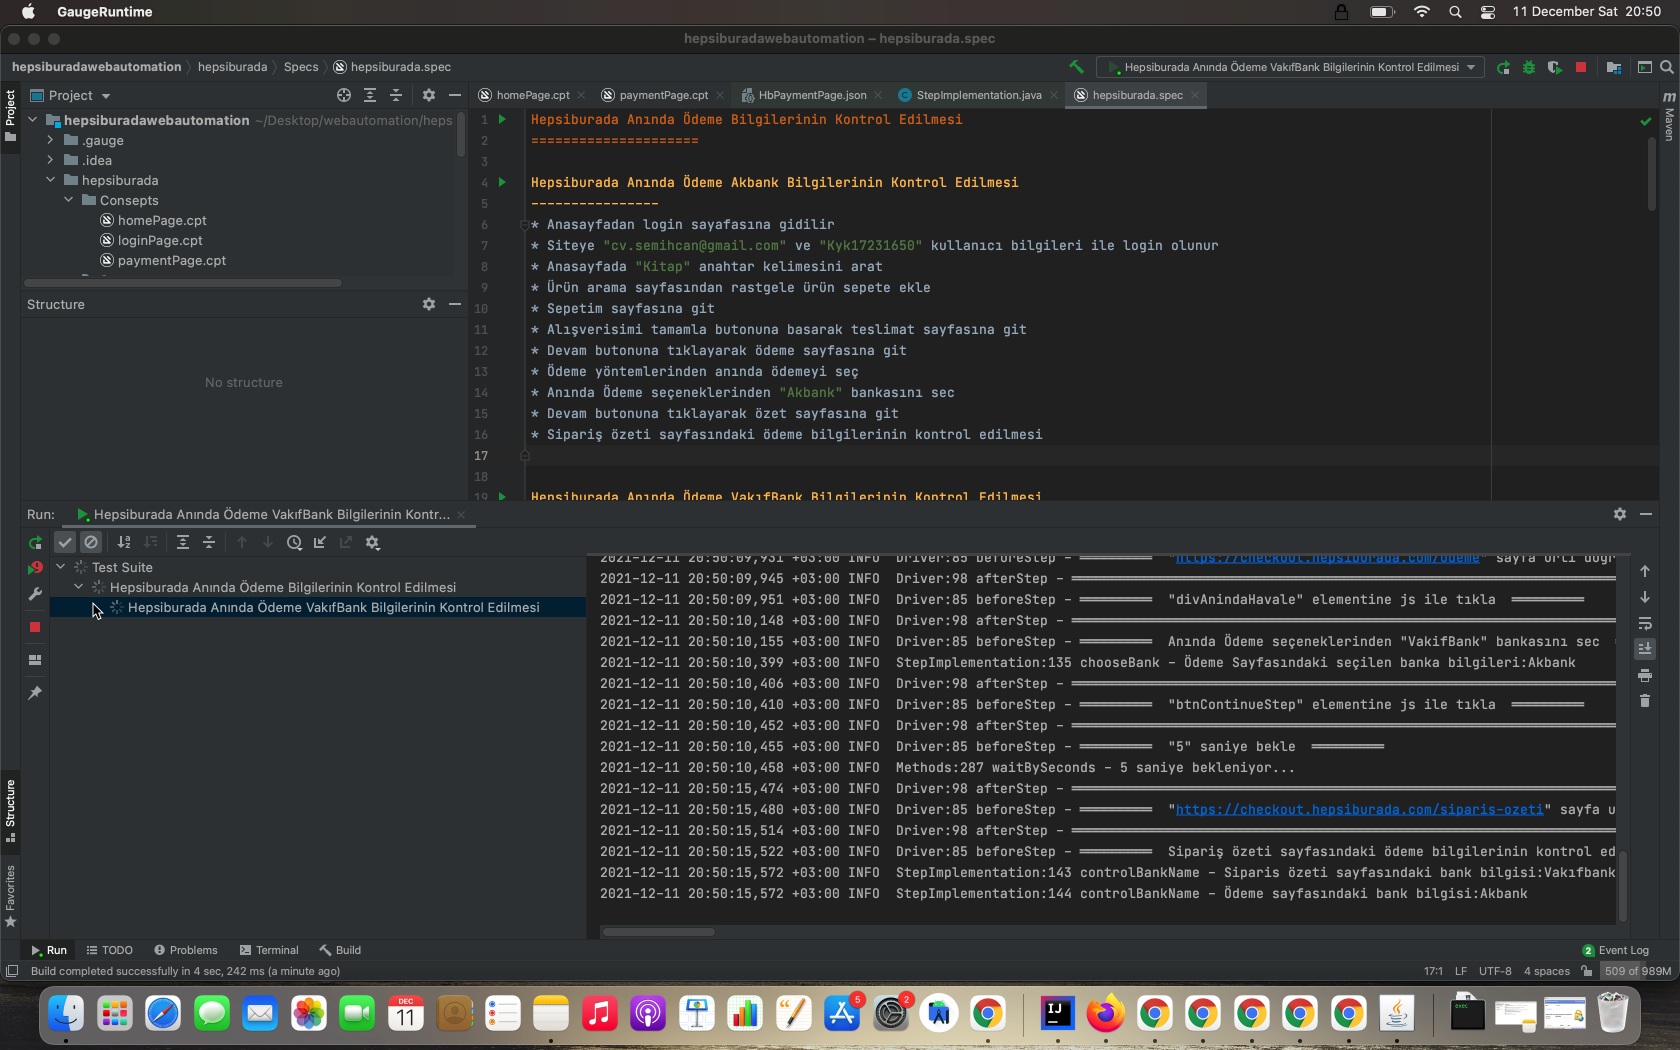 GaugeRuntime
11 December Sat 20:50
hepsiburadawebautomation – hepsiburada.spec
hepsiburadawebautomation
hepsiburada
Specs
hepsiburada.spec
Hepsiburada Anında Ödeme VakıfBank Bilgilerinin Kontrol Edilmesi
Project
Project
homePage.cpt
paymentPage.cpt
HbPaymentPage.json
StepImplementation.java
hepsiburada.spec
Maven
hepsiburadawebautomation ~/Desktop/webautomation/heps
.gauge
.idea
hepsiburada
Consepts
homePage.cpt
loginPage.cpt
paymentPage.cpt
Structure
No structure
1 Hepsiburada Anında Ödeme Bilgilerinin Kontrol Edilmesi
2 =====================
3
4 Hepsiburada Anında Ödeme Akbank Bilgilerinin Kontrol Edilmesi
5 ----------------
6 * Anasayfadan login sayafasına gidilir
7 * Siteye "cv.semihcan@gmail.com" ve "Kyk17231650" kullanıcı bilgileri ile login olunur
8 * Anasayfada "Kitap" anahtar kelimesini arat
9 * Ürün arama sayfasından rastgele ürün sepete ekle
10 * Sepetim sayfasına git
11 * Alışverisimi tamamla butonuna basarak teslimat sayfasına git
12 * Devam butonuna tıklayarak ödeme sayfasına git
13 * Ödeme yöntemlerinden anında ödemeyi seç
14 * Anında Ödeme seçeneklerinden "Akbank" bankasını sec
15 * Devam butonuna tıklayarak özet sayfasına git
16 * Sipariş özeti sayfasındaki ödeme bilgilerinin kontrol edilmesi
17
18
19 Hepsiburada Anında Ödeme VakıfBank Bilgilerinin Kontrol Edilmesi
Run:
Hepsiburada Anında Ödeme VakıfBank Bilgilerinin Kontr...
Test Suite
Hepsiburada Anında Ödeme Bilgilerinin Kontrol Edilmesi
Hepsiburada Anında Ödeme VakıfBank Bilgilerinin Kontrol Edilmesi
2021-12-11 20:50:09,931 +03:00 INFO Driver:85 beforeStep - ═════════ "https://checkout.hepsiburada.com/odeme" sayfa
2021-12-11 20:50:09,945 +03:00 INFO Driver:98 afterStep - ═════════
2021-12-11 20:50:09,951 +03:00 INFO Driver:85 beforeStep - ═════════ "divAnindaHavale" elementine js ile tıkla ═════════
2021-12-11 20:50:10,148 +03:00 INFO Driver:98 afterStep - ═════════
2021-12-11 20:50:10,155 +03:00 INFO Driver:85 beforeStep - ═════════ Anında Ödeme seçeneklerinden "VakifBank" bankasını sec
2021-12-11 20:50:10,399 +03:00 INFO StepImplementation:135 chooseBank - Ödeme Sayfasındaki seçilen banka bilgileri:Akbank
2021-12-11 20:50:10,406 +03:00 INFO Driver:98 afterStep - ═════════
2021-12-11 20:50:10,410 +03:00 INFO Driver:85 beforeStep - ═════════ "btnContinueStep" elementine js ile tıkla ═════════
2021-12-11 20:50:10,452 +03:00 INFO Driver:98 afterStep - ═════════
2021-12-11 20:50:10,455 +03:00 INFO Driver:85 beforeStep - ═════════ "5" saniye bekle ═════════
2021-12-11 20:50:10,458 +03:00 INFO Methods:287 waitBySeconds - 5 saniye bekleniyor...
2021-12-11 20:50:15,474 +03:00 INFO Driver:98 afterStep - ═════════
2021-12-11 20:50:15,480 +03:00 INFO Driver:85 beforeStep - ═════════ "https://checkout.hepsiburada.com/siparis-ozeti" sayfa u
2021-12-11 20:50:15,514 +03:00 INFO Driver:98 afterStep - ═════════
2021-12-11 20:50:15,522 +03:00 INFO Driver:85 beforeStep - ═════════ Sipariş özeti sayfasındaki ödeme bilgilerinin kontrol ed
2021-12-11 20:50:15,572 +03:00 INFO StepImplementation:143 controlBankName - Siparis özeti sayfasındaki bank bilgisi:Vakıfbank
2021-12-11 20:50:15,572 +03:00 INFO StepImplementation:144 controlBankName - Ödeme sayfasındaki bank bilgisi:Akbank
Structure
Favorites
Run
TODO
Problems
Terminal
Build
2 Event Log
Build completed successfully in 4 sec, 242 ms (a minute ago)
17:1 LF UTF-8 4 spaces 509 of 989M
DEC
11
5
2
IJ
exec